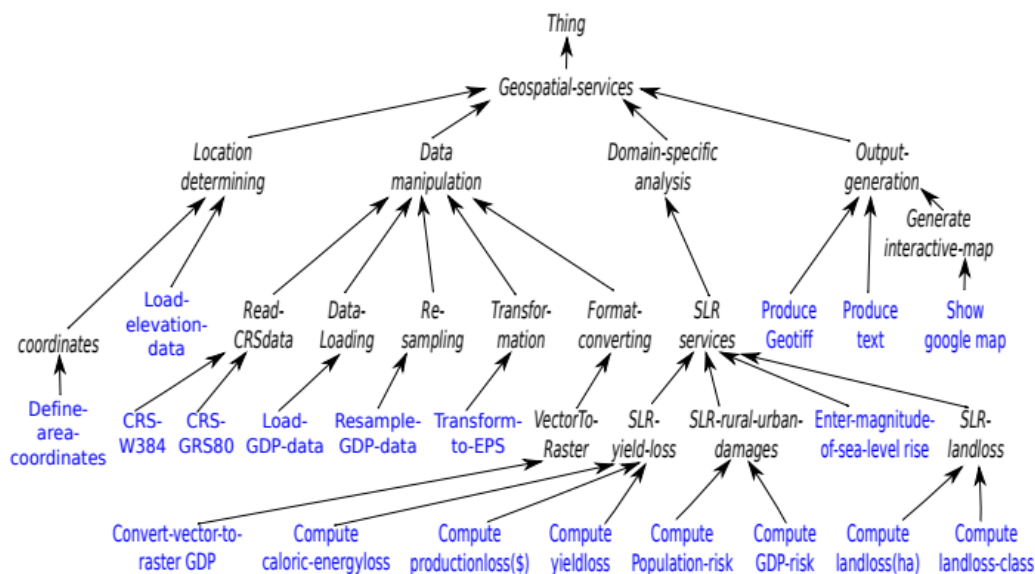 Thing
Geospatial-services
Location
determining
Data
manipulation
Domain-specific
analysis
Output-
generation
Generate
interactive-map
coordinates
Load-
elevation-
data
Read-
CRSdata
Data-
Loading
Re-
sampling
Transfor-
mation
Format-
converting
SLR
services
Produce
Geotiff
Produce
text
Show
google map
Define-
area-
coordinates
CRS-
W384
CRS-
GRS80
Load-
GDP-data
Resample-
GDP-data
Transform-
to-EPS
VectorTo-
Raster
SLR-
yield-loss
SLR-rural-urban-
damages
Enter-magnitude-
of-sea-level rise
SLR-
landloss
Convert-vector-to-
raster GDP
Compute
caloric-energyloss
Compute
productionloss($)
Compute
yieldloss
Compute
Population-risk
Compute
GDP-risk
Compute
landloss(ha)
Compute
landloss-class